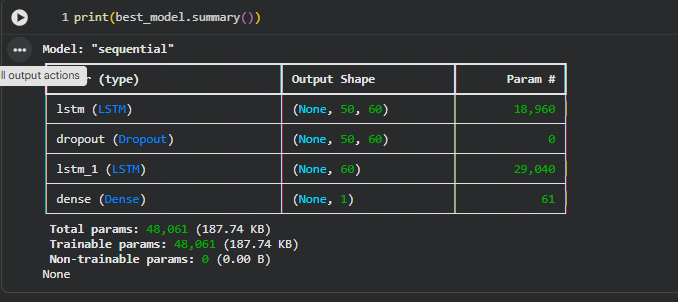 1 print(best_model.summary())
Model: "sequential"
ll output actions
r (type) Output Shape Param #
lstm (LSTM) (None, 50, 60) 18,960
dropout (Dropout) (None, 50, 60) 0
lstm_1 (LSTM) (None, 60) 29,040
dense (Dense) (None, 1) 61
Total params: 48,061 (187.74 KB)
Trainable params: 48,061 (187.74 KB)
Non-trainable params: 0 (0.00 B)
None